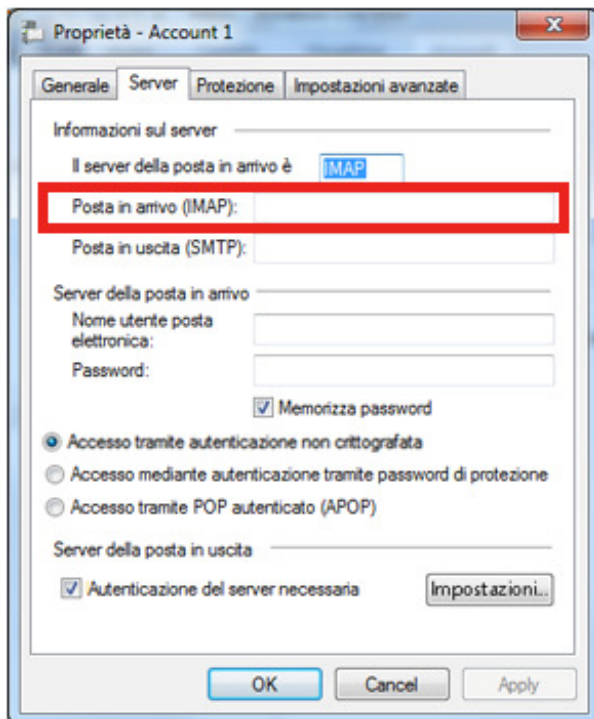 Proprietà - Account 1
Generale Server Protezione Impostazioni avanzate
Informazioni sul server
Il server della posta in arrivo è IMAP
Posta in arrivo (IMAP):
Posta in uscita (SMTP):
Server della posta in arrivo
Nome utente posta
elettronica:
Password:
Memorizza password
Accesso tramite autenticazione non crittografata
Accesso mediante autenticazione tramite password di protezione
Accesso tramite POP autenticato (APOP)
Server della posta in uscita
Autenticazione del server necessaria Impostazioni...
OK Cancel Apply